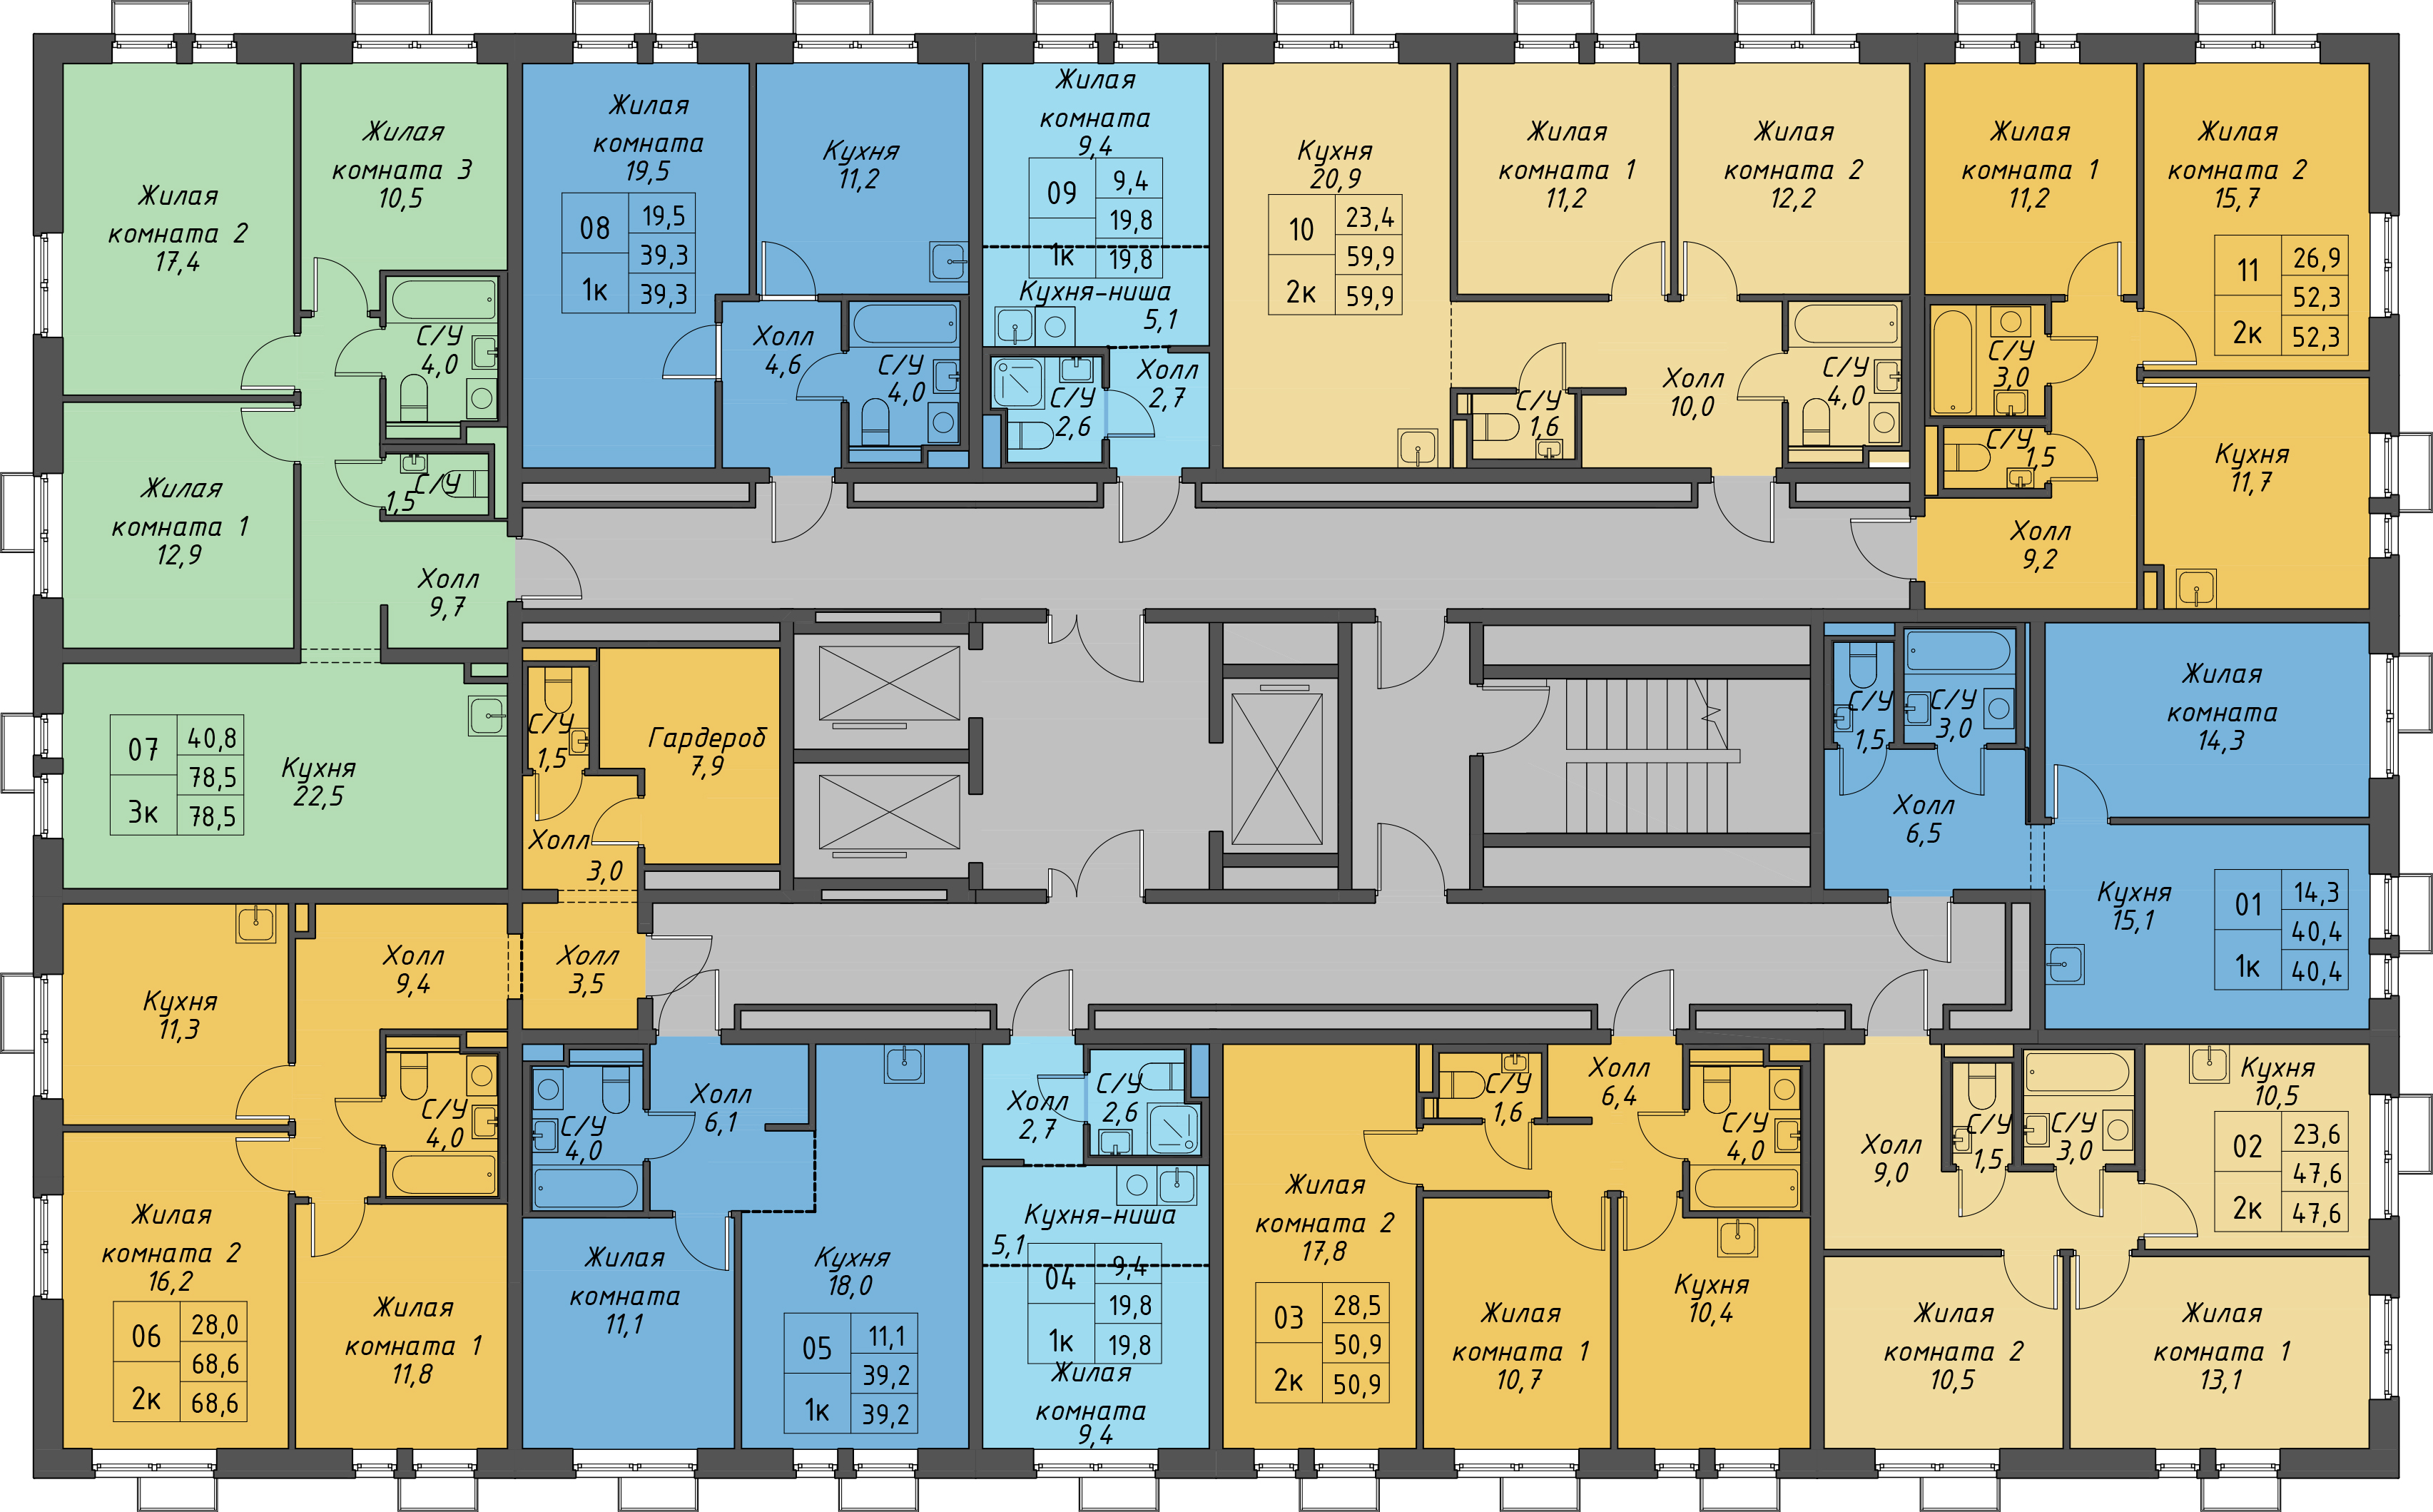 Жилая
комната 2
17,4
Жилая
комната 3
10,5
С/У
4,0
С/У
1,5
Жилая
комната 1
12,9
Холл
9,7
Кухня
22,5
07
3к
40,8
78,5
78,5
Жилая
комната
19,5
08
1к
19,5
39,3
39,3
Кухня
11,2
Холл
4,6
С/У
4,0
Жилая
комната
9,4
09
1к
9,4
19,8
19,8
Кухня-ниша
5,1
С/У
2,6
Холл
2,7
Кухня
20,9
10
2к
23,4
59,9
59,9
Жилая
комната 1
11,2
Жилая
комната 2
12,2
С/У
1,6
Холл
10,0
С/У
4,0
Жилая
комната 1
11,2
Жилая
комната 2
15,7
11
2к
26,9
52,3
52,3
С/У
3,0
С/У
1,5
Кухня
11,7
Холл
9,2
С/У
1,5
Гардероб
7,9
Холл
3,0
Холл
3,5
Холл
9,4
Кухня
11,3
С/У
4,0
Жилая
комната 2
16,2
06
2к
28,0
68,6
68,6
Жилая
комната 1
11,8
С/У
4,0
Холл
6,1
Жилая
комната
11,1
Кухня
18,0
05
1к
11,1
39,2
39,2
Холл
2,7
С/У
2,6
Кухня-ниша
5,1
04
1к
9,4
19,8
19,8
Жилая
комната
9,4
Жилая
комната 2
17,8
03
2к
28,5
50,9
50,9
С/У
1,6
Холл
6,4
С/У
4,0
Жилая
комната 1
10,7
Кухня
10,4
С/У
1,5
С/У
3,0
Жилая
комната
14,3
Холл
6,5
Кухня
15,1
01
1к
14,3
40,4
40,4
Холл
9,0
С/У
1,5
С/У
3,0
Кухня
10,5
02
2к
23,6
47,6
47,6
Жилая
комната 2
10,5
Жилая
комната 1
13,1